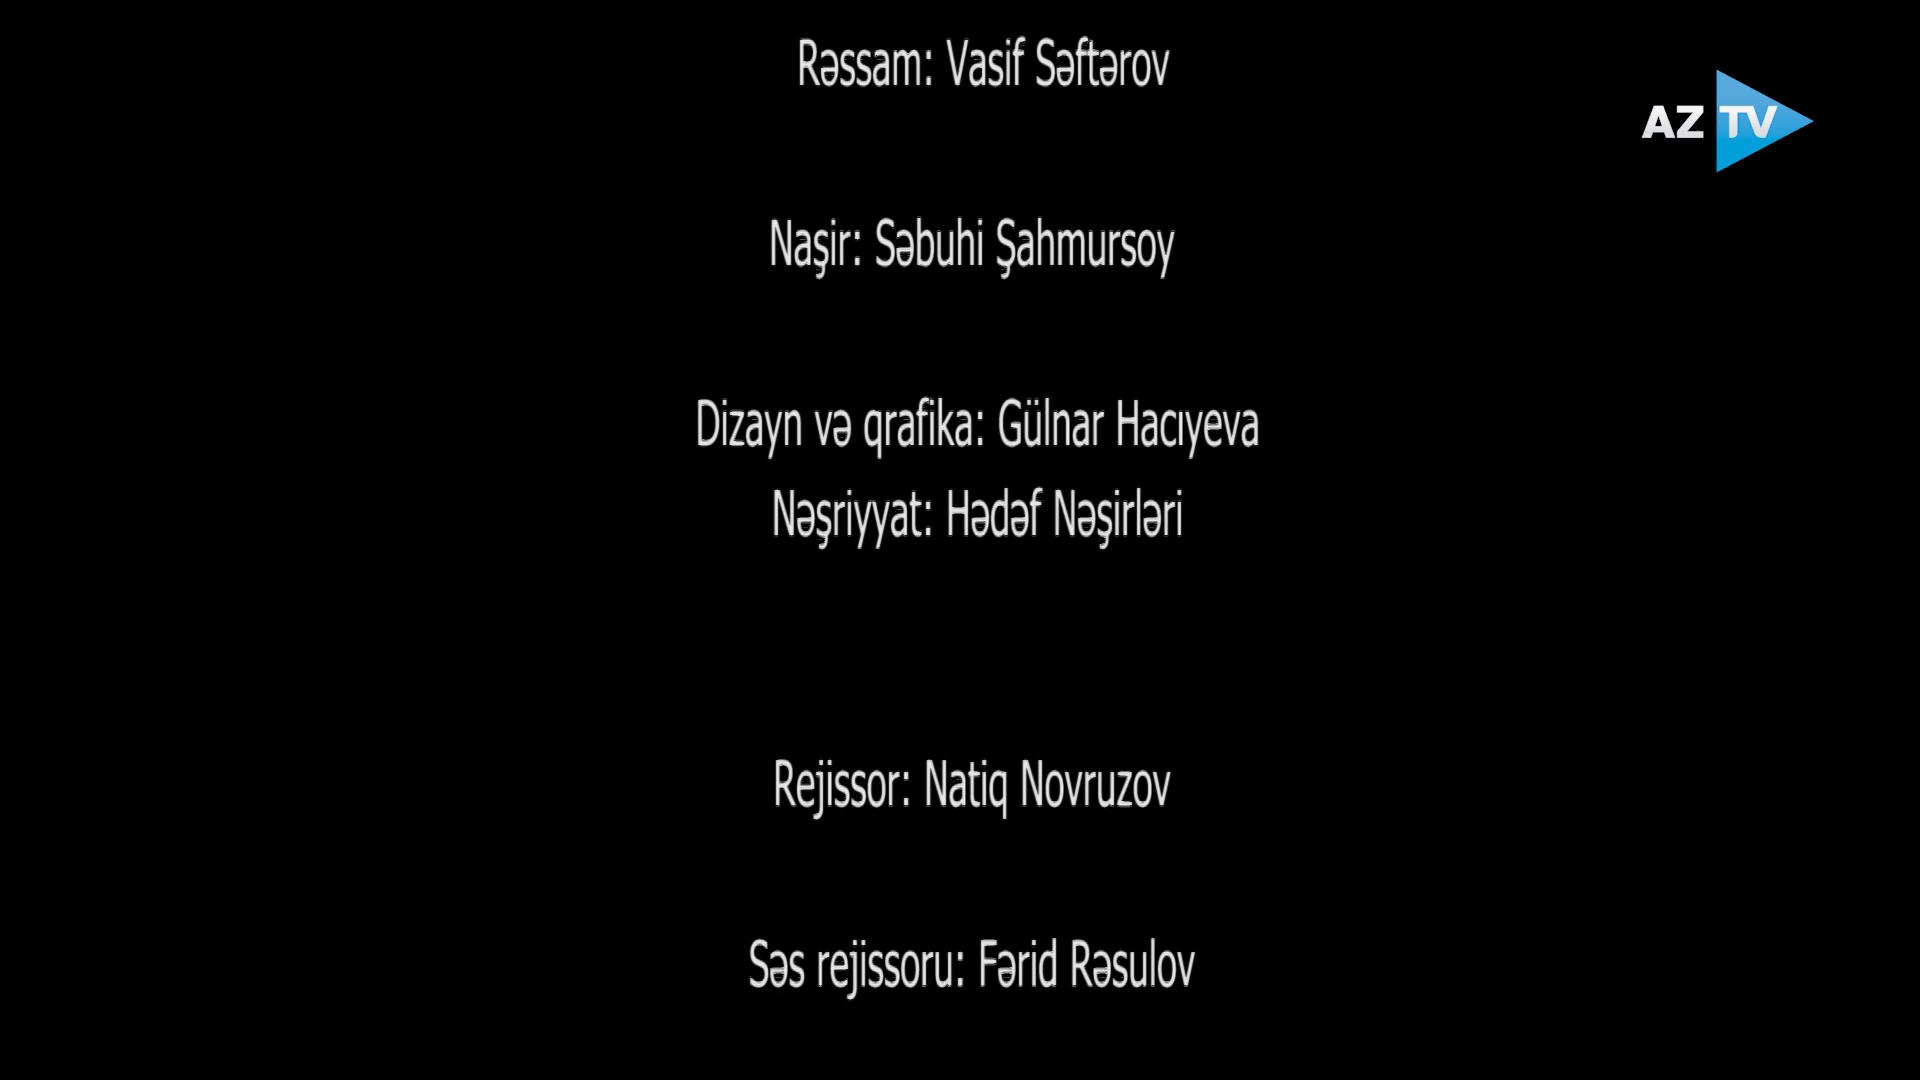 Rəssam: Vasif Səftərov
AZ TV
Naşir: Səbuhi Şahmursoy
Dizayn və qrafika: Gülnar Hacıyeva
Nəşriyyat: Hədəf Nəşirləri
Rejissor: Natiq Novruzov
Səs rejissoru: Fərid Rəsulov